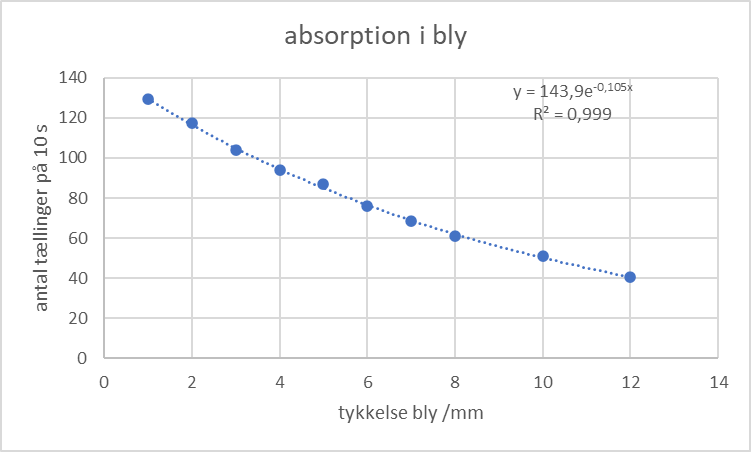 absorption i bly
y = 143,9e-0,105x
R² = 0,999
antal tællinger på 10 s
140
120
100
80
60
40
20
0
0 2 4 6 8 10 12 14
tykkelse bly /mm